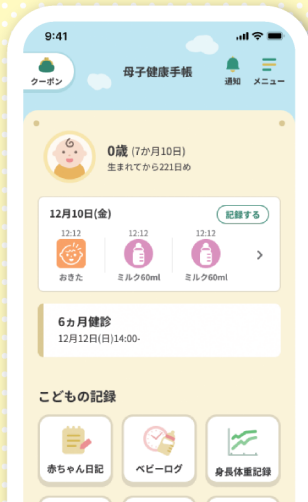 9:41
クーポン
母子健康手帳
通知
メニュー
0歳 (7か月10日)
生まれてから221日め
12月10日(金)
記録する
12:12
12:12
12:12
おきた
ミルク60ml
ミルク60ml
6ヵ月健診
12月12日(日)14:00-
こどもの記録
赤ちゃん日記
ベビーログ
身長体重記録